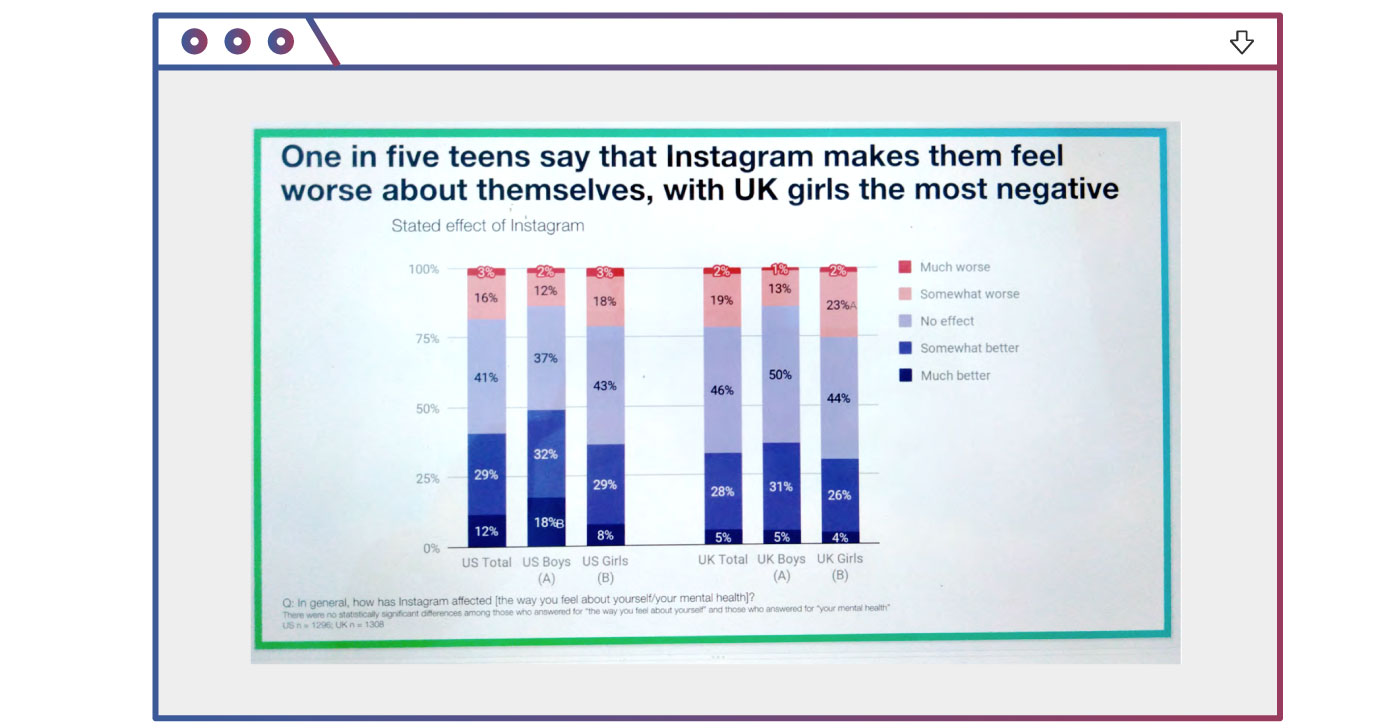 One in five teens say that Instagram makes them feel
worse about themselves, with UK girls the most negative
Stated effect of Instagram
100%
75%
50%
25%
0%
3%
16%
41%
29%
12%
2%
12%
37%
32%
18%B
3%
18%
43%
29%
8%
2%
19%
46%
28%
5%
1%
13%
50%
31%
5%
2%
23%A
44%
26%
4%
US Total US Boys US Girls
(A) (B)
UK Total UK Boys UK Girls
(A) (B)
Much worse
Somewhat worse
No effect
Somewhat better
Much better
Q: In general, how has Instagram affected [the way you feel about yourself/your mental health]?
There were no statistically significant differences among those who answered for "the way you feel about yourself" and those who answered for "your mental health"
US n = 1296; UK n = 1308